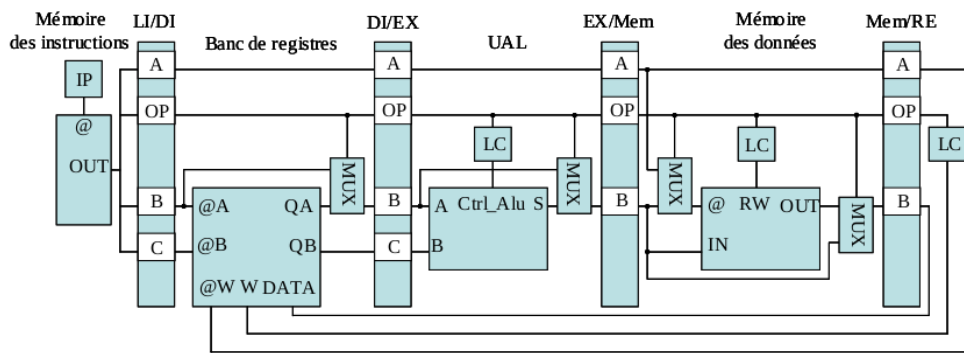 Mémoire
des instructions
LI/DI
Banc de registres
DI/EX
UAL
EX/Mem
Mémoire
des données
Mem/RE
IP
@
OUT
A
OP
B
C
@A
@B
@W
W
DATA
QA
QB
MUX
A
OP
B
C
LC
A
B
Ctrl_Alu
S
MUX
A
OP
B
MUX
LC
@
RW
OUT
IN
MUX
A
OP
B
LC